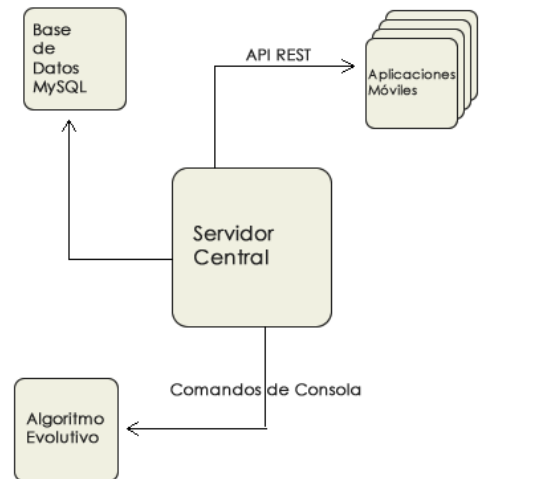 Base
de
Datos
MySQL
API REST
Aplicaciones
Móviles
Servidor
Central
Comandos de Consola
Algoritmo
Evolutivo